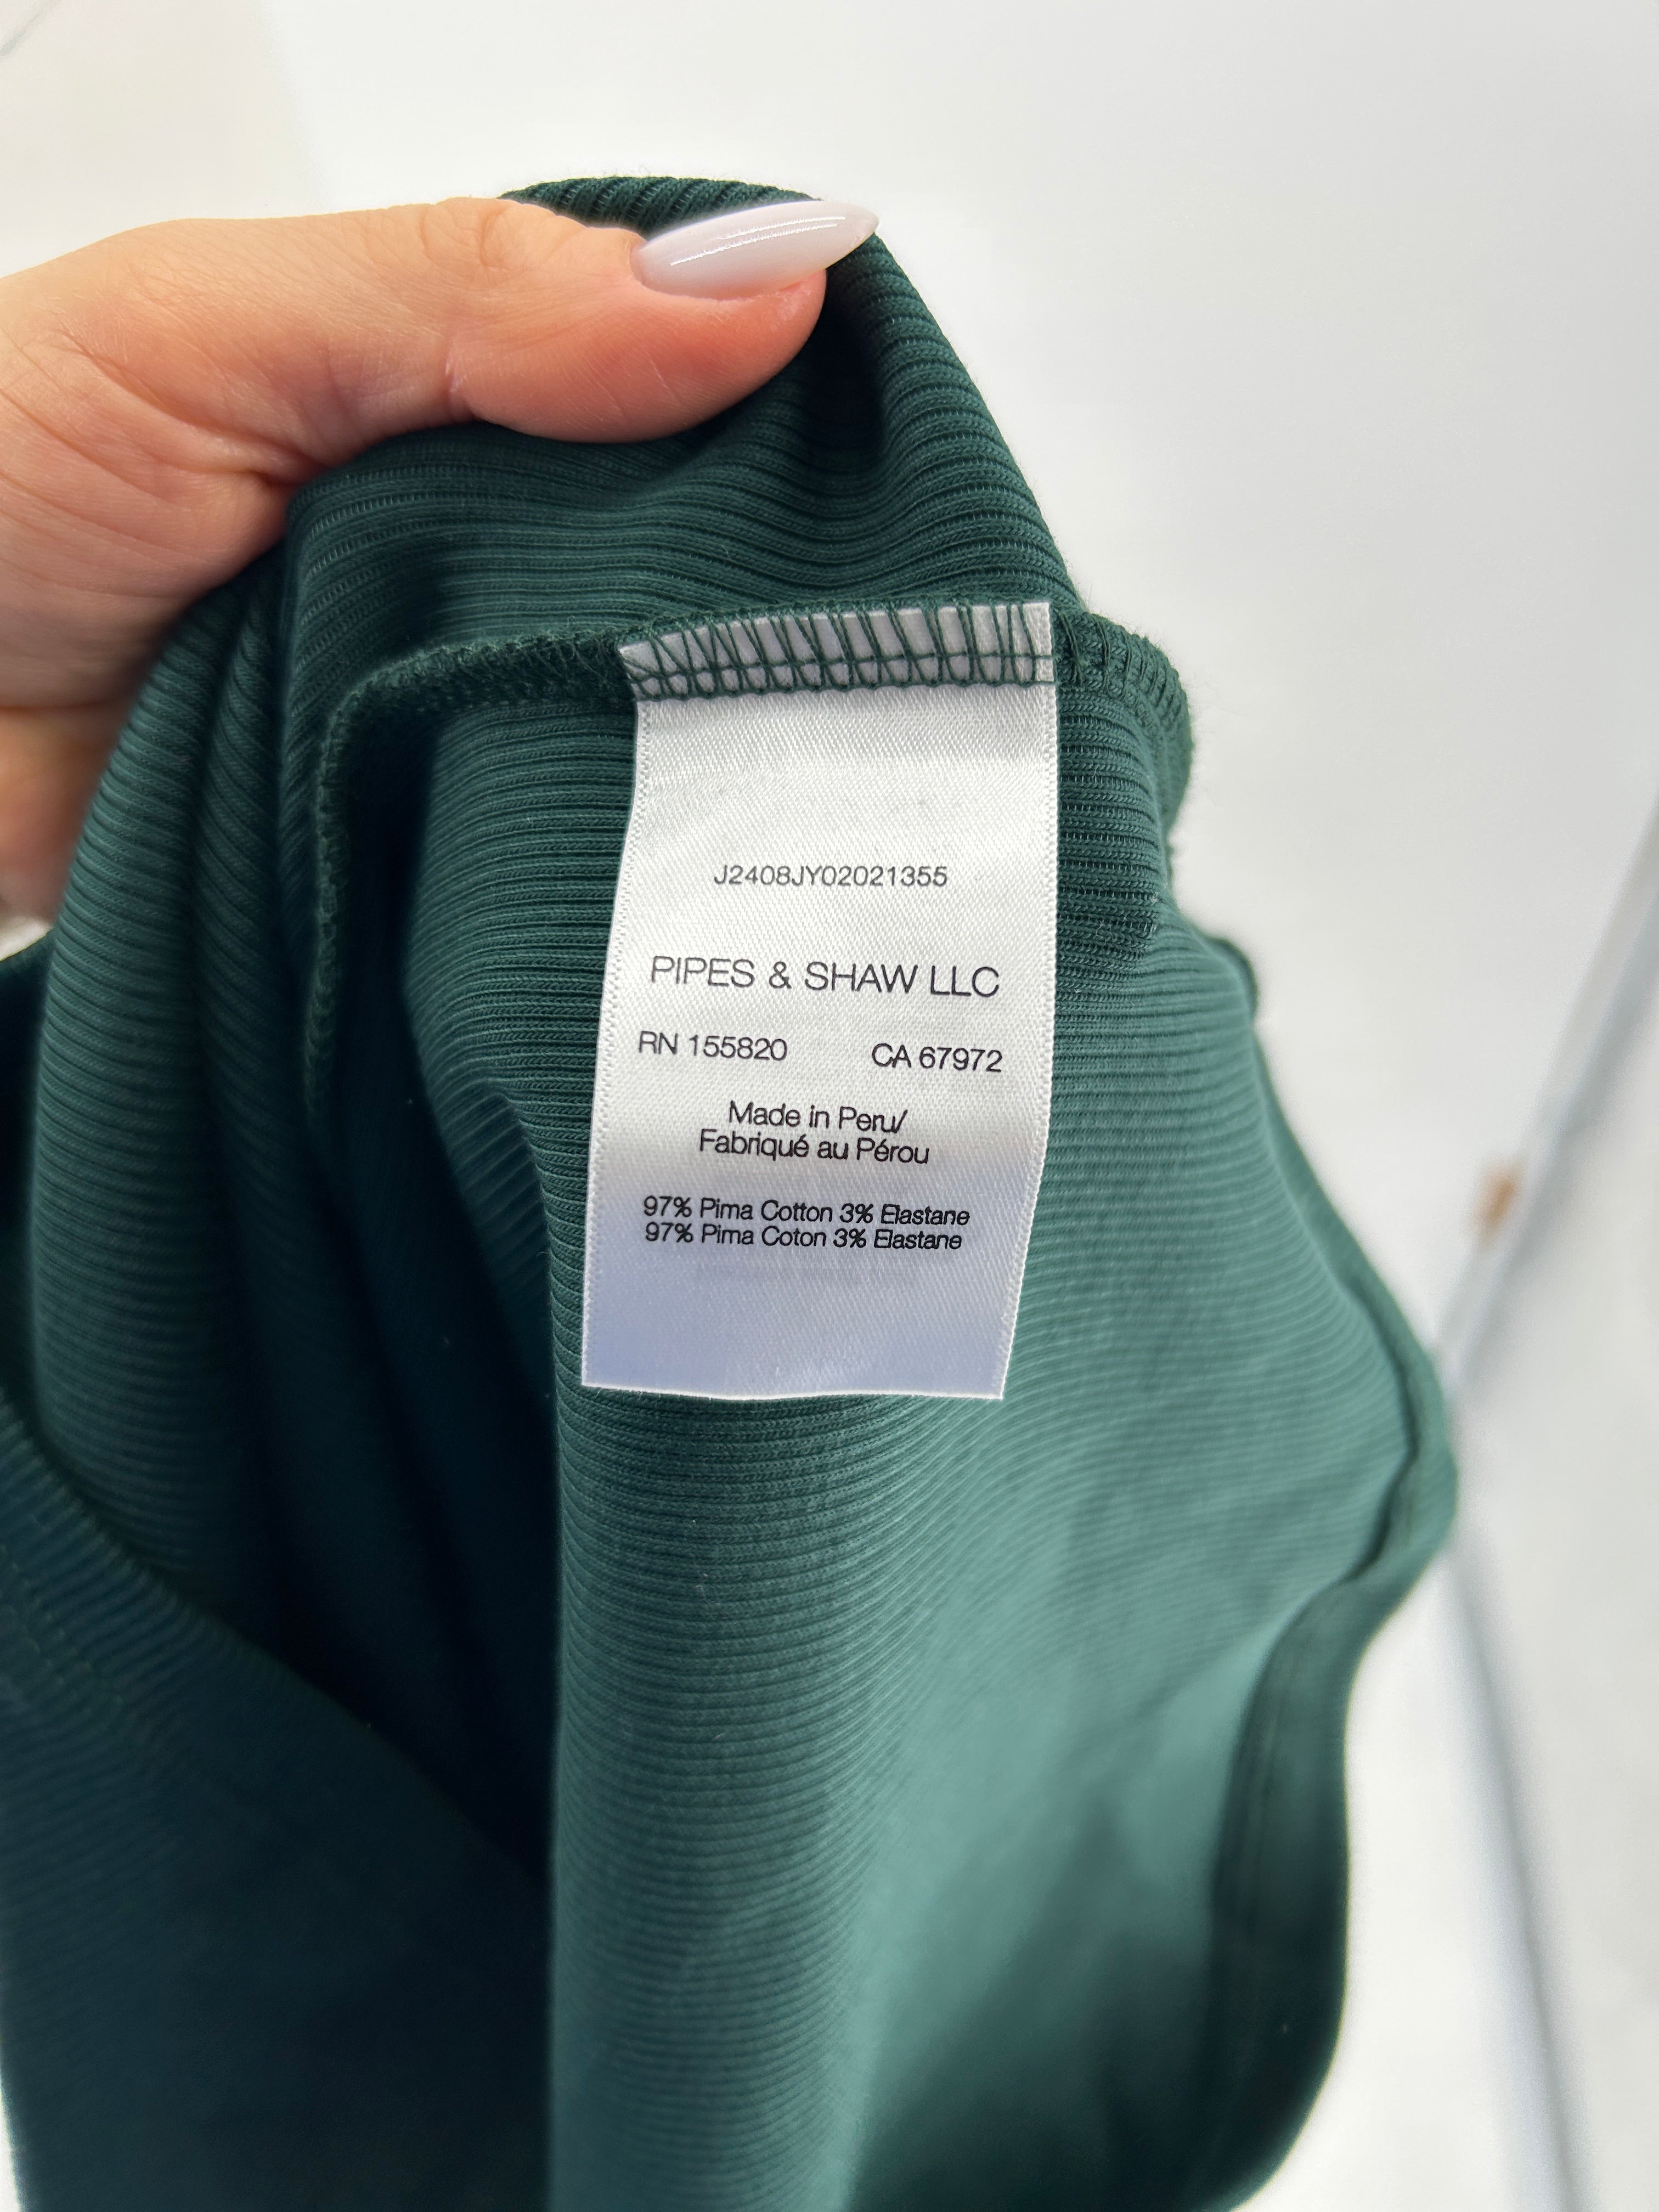 J2408JY02021355
PIPES & SHAW LLC
RN 155820 CA 67972
Made in Peru/
Fabriqué au Pérou
97% Pima Cotton 3% Elastane
97% Pima Coton 3% Elastane